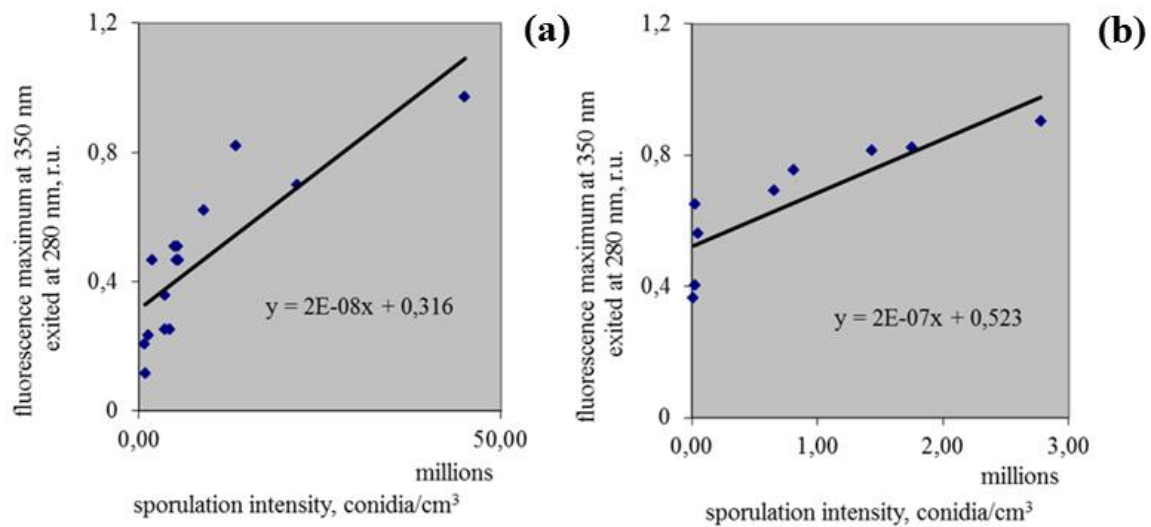 (a)
fluorescence maximum at 350 nm
exited at 280 nm, r.u.
1,2
0,8
0,4
0
y = 2E-08x + 0,316
0,00
50,00
millions
sporulation intensity, conidia/cm³
(b)
fluorescence maximum at 350 nm
exited at 280 nm, r.u.
1,2
0,8
0,4
0
y = 2E-07x + 0,523
0,00
1,00
2,00
3,00
millions
sporulation intensity, conidia/cm³